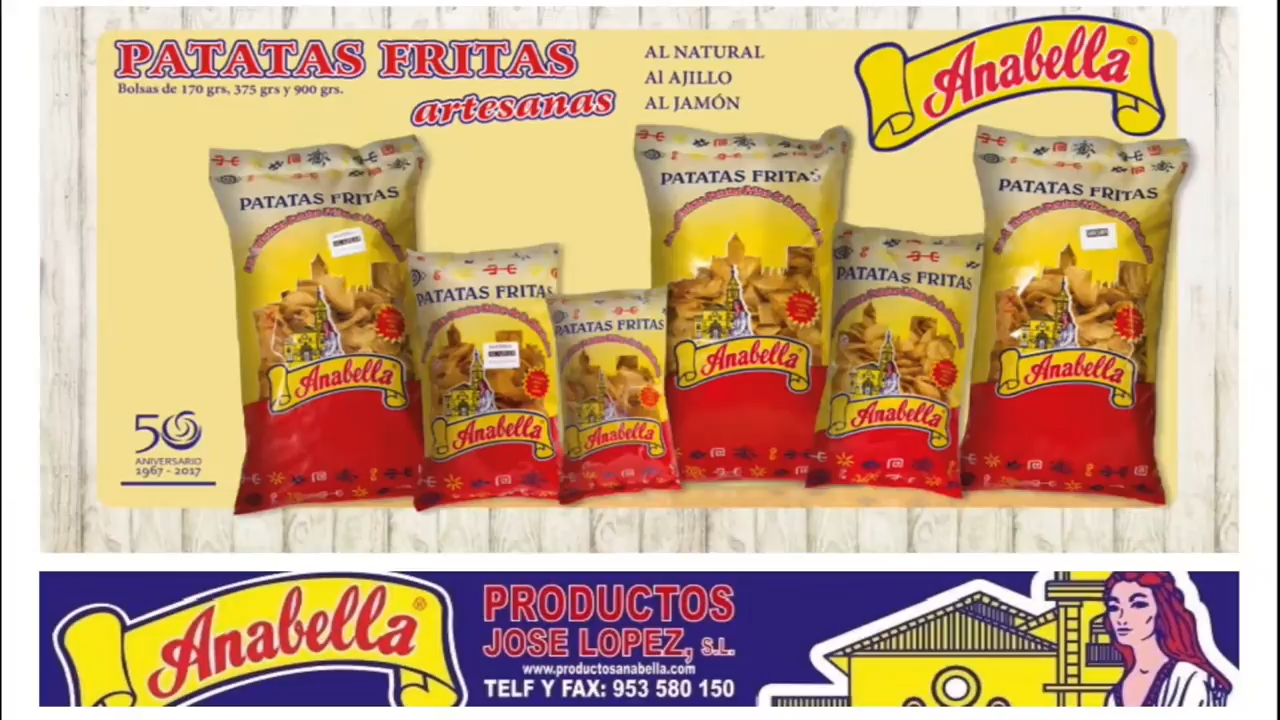 PATATAS FRITAS
Bolsas de 170 grs, 375 grs y 900 grs.
artesanas
AL NATURAL
Al AJILLO
AL JAMÓN
Anabella®
PATATAS FRITAS
Anabella
PATATAS FRITAS
Anabella
PATATAS FRITAS
Anabella
PATATAS FRITAS
Anabella
PATATAS FRITAS
Anabella
PATATAS FRITAS
Anabella
50
ANIVERSARIO
1967 - 2017
Anabella®
PRODUCTOS
JOSE LOPEZ, S.L.
www.productosanabella.com
TELF Y FAX: 953 580 150